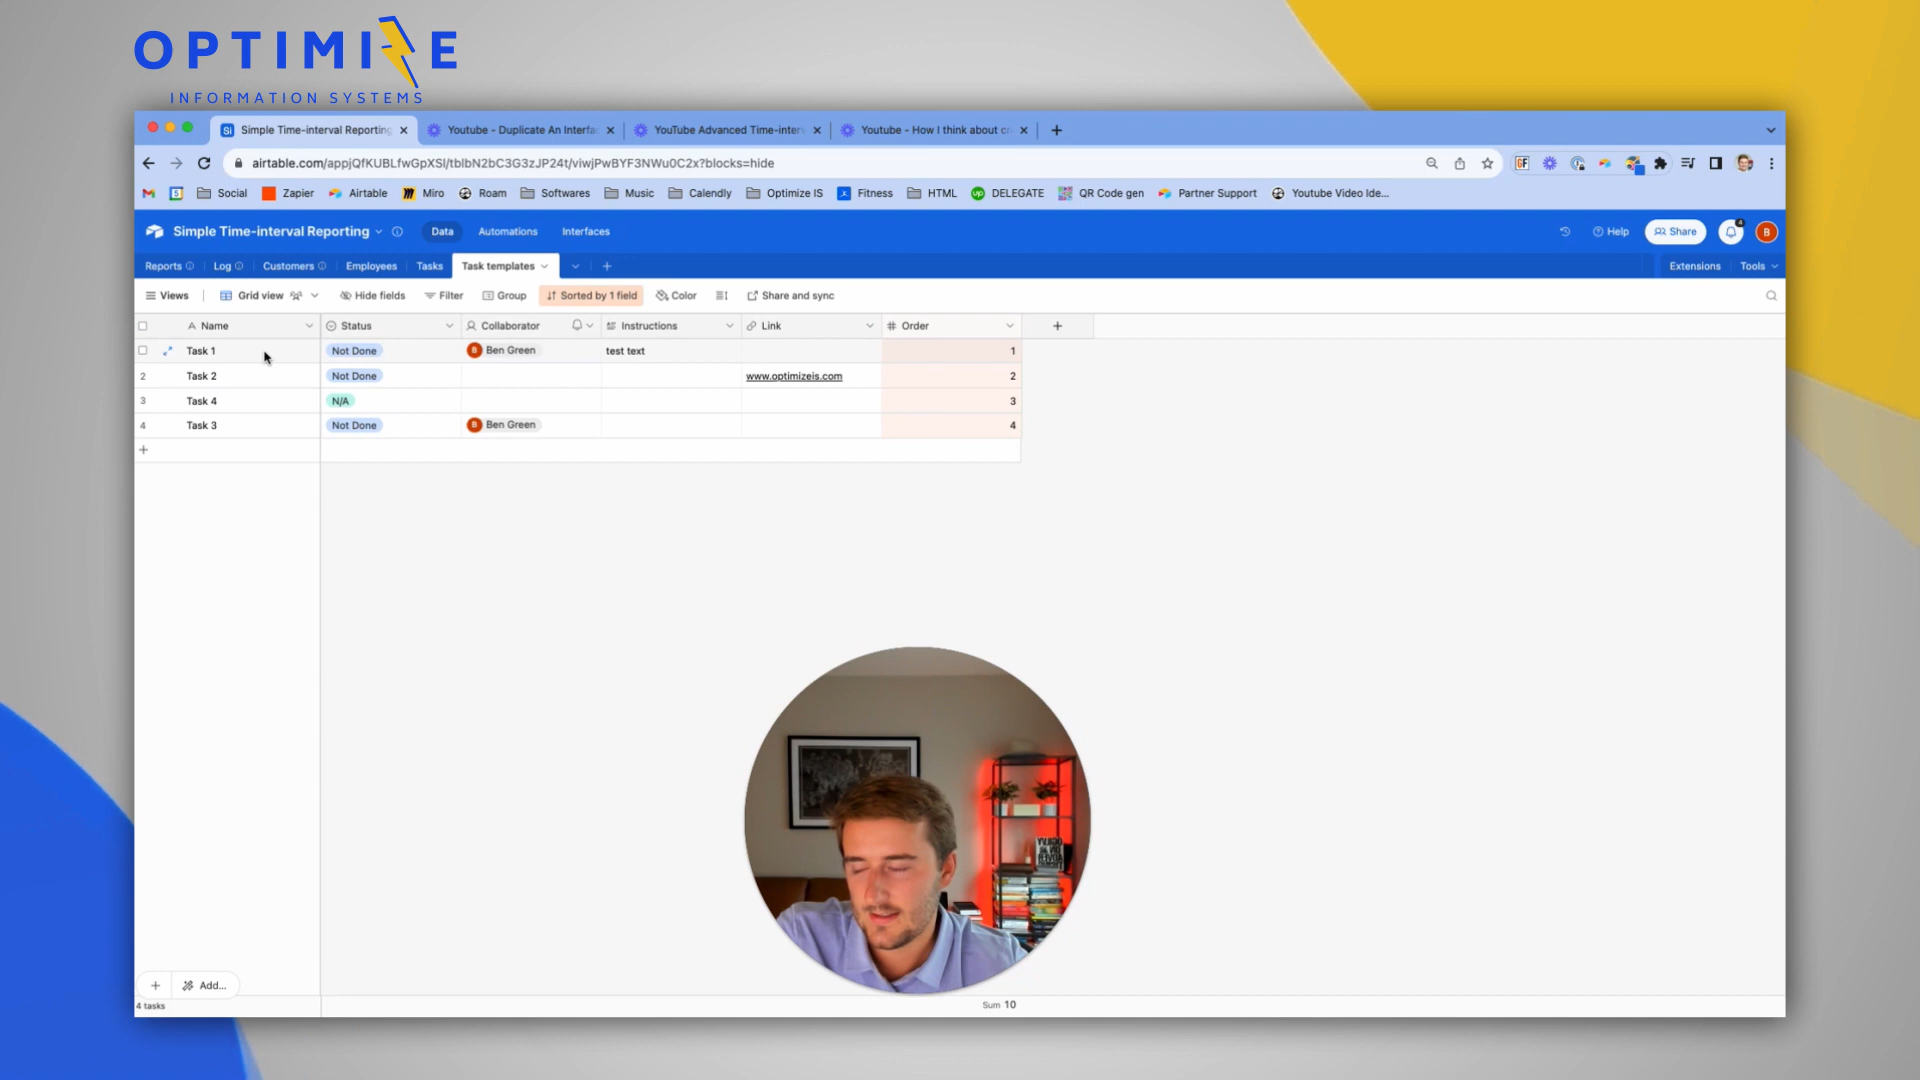 OPTIMIZE
INFORMATION SYSTEMS
Simple Time-interval Reporting
Youtube - Duplicate An Interfa
YouTube Advanced Time-inter
Youtube - How I think about c
airtable.com/appjQfKUBLfwGpXSl/tblbN2bC3G3zJP24t/viwjPwBYF3NWu0C2x?blocks=hide
Social Zapier Airtable Miro Roam Softwares Music Calendly Optimize IS Fitness HTML DELEGATE QR Code gen Partner Support Youtube Video Ide...
Simple Time-interval Reporting Data Automations Interfaces Help Share 4 B
Reports Log Customers Employees Tasks Task templates Extensions Tools
Views Grid view Hide fields Filter Group Sorted by 1 field Color Share and sync
Name Status Collaborator Instructions Link Order
Task 1 Not Done B Ben Green test text 1
2 Task 2 Not Done www.optimizeis.com 2
3 Task 4 N/A 3
4 Task 3 Not Done B Ben Green 4
OGILVY ON
Add...
4 tasks Sum 10